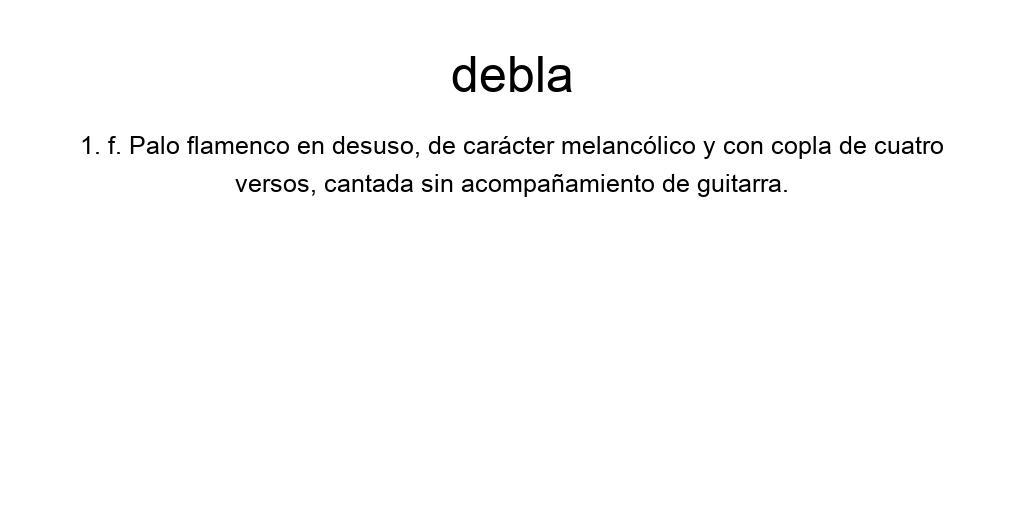 debla
1. f. Palo flamenco en desuso, de carácter melancólico y con copla de cuatro
versos, cantada sin acompañamiento de guitarra.